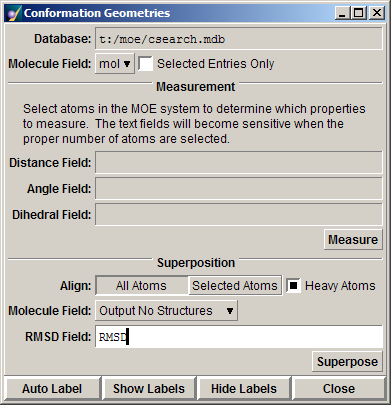 Conformation Geometries
Database: t:/moe/csearch.mdb
Molecule Field: mol Selected Entries Only
Measurement
Select atoms in the MOE system to determine which properties
to measure. The text fields will become sensitive when the
proper number of atoms are selected.
Distance Field:
Angle Field:
Dihedral Field:
Measure
Superposition
Align: All Atoms Selected Atoms Heavy Atoms
Molecule Field: Output No Structures
RMSD Field: RMSD
Superpose
Auto Label Show Labels Hide Labels Close